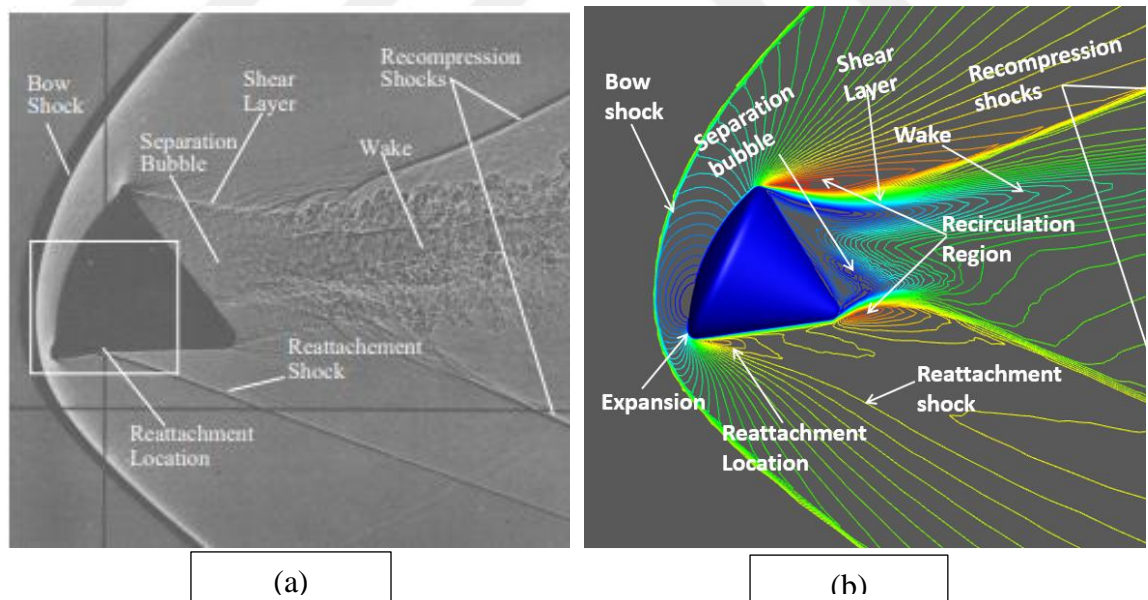 Bow
Shock
Shear
Layer
Recompression
Shocks
Separation
Bubble
Wake
Reattachement
Shock
Reattachment
Location
(a)
Bow
shock
Shear
Layer
Separation
bubble
Recompression
shocks
Wake
Recirculation
Region
Expansion
Reattachment
Location
Reattachment
shock
(b)